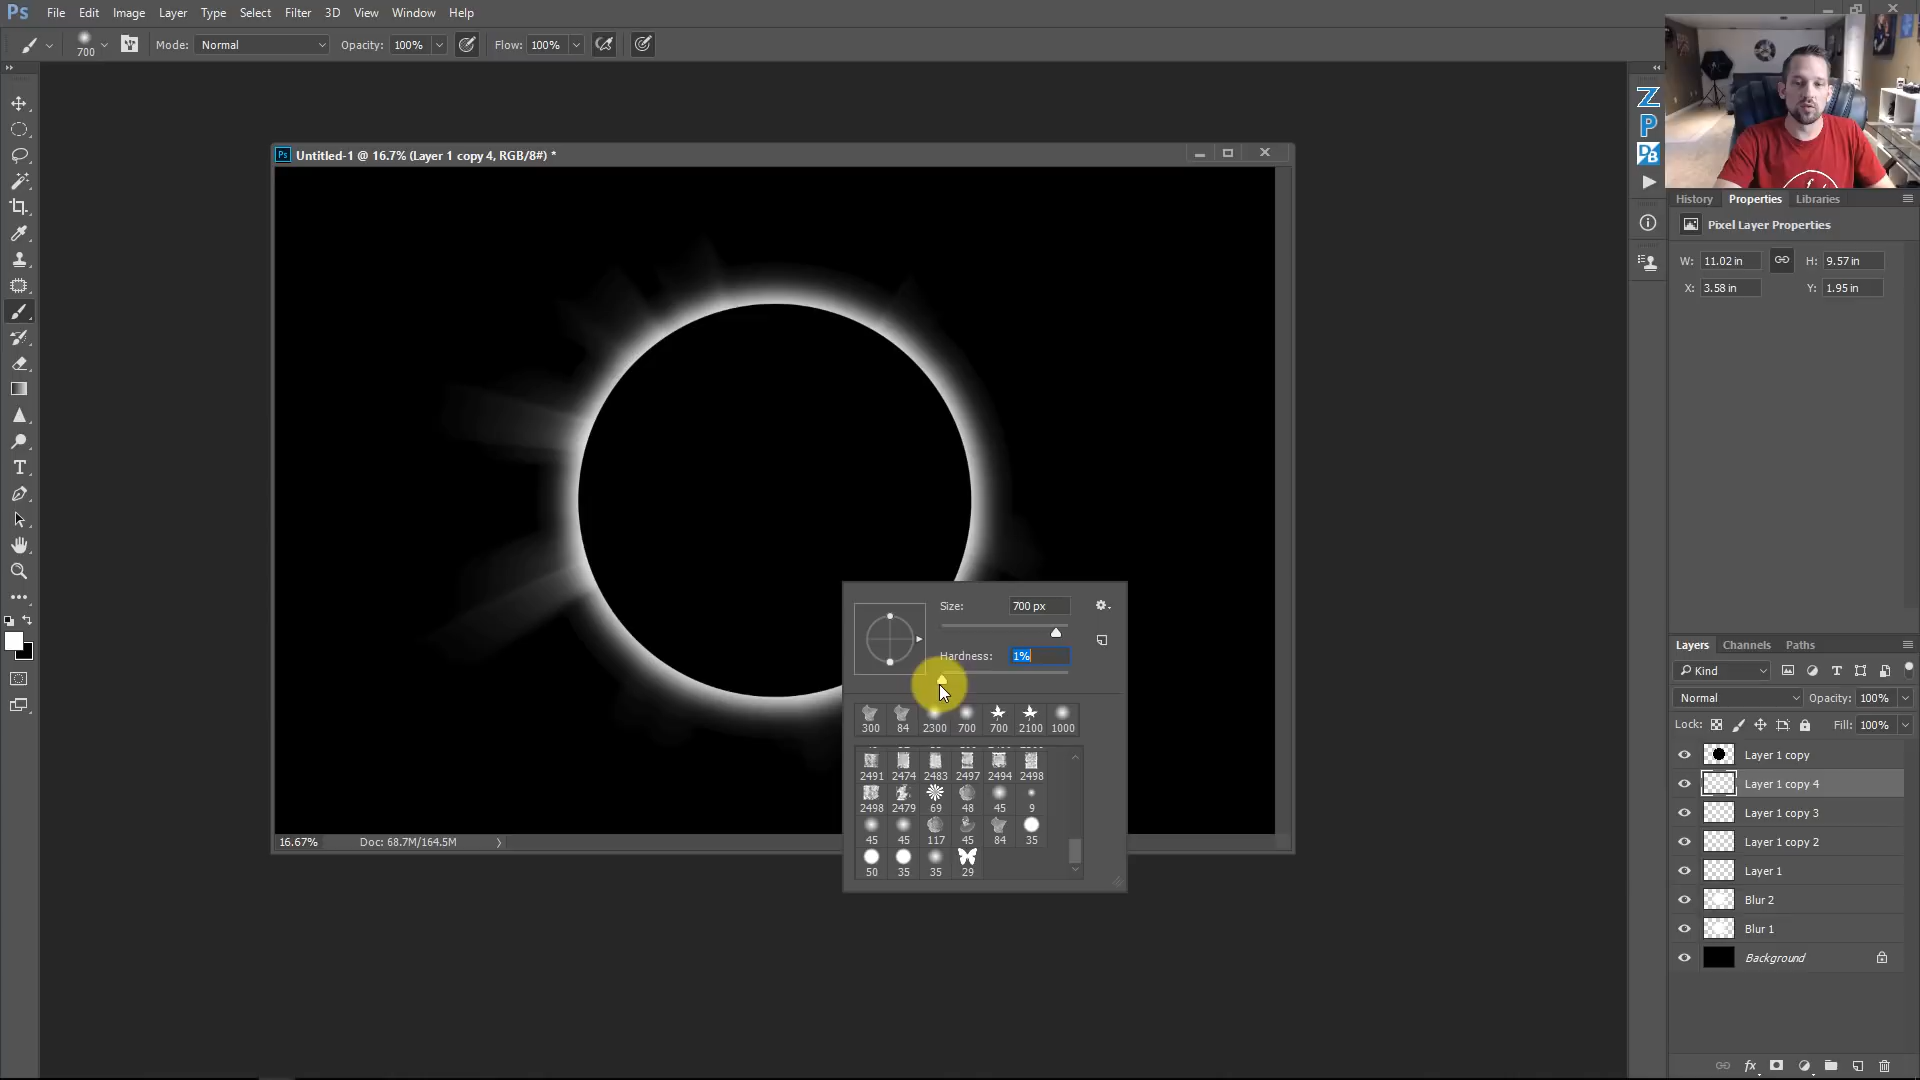 Ps File Edit Image Layer Type Select Filter 3D View Window Help
700 Mode: Normal Opacity: 100% Flow: 100%
Ps Untitled-1 @ 16.7% (Layer 1 copy 4, RGB/8#) *
Z
P
DB
History Properties Libraries
Pixel Layer Properties
W: 11.02 in H: 9.57 in
X: 3.58 in Y: 1.95 in
Size: 700 px
Hardness: 1%
300 84 2300 700 700 2100 1000
2491 2474 2483 2497 2494 2498
2498 2479 69 48 45 9
45 45 117 45 84 35
50 35 35 29
16.67% Doc: 68.7M/164.5M
Layers Channels Paths
Kind
Normal Opacity: 100%
Lock: Fill: 100%
Layer 1 copy
Layer 1 copy 4
Layer 1 copy 3
Layer 1 copy 2
Layer 1
Blur 2
Blur 1
Background
fx